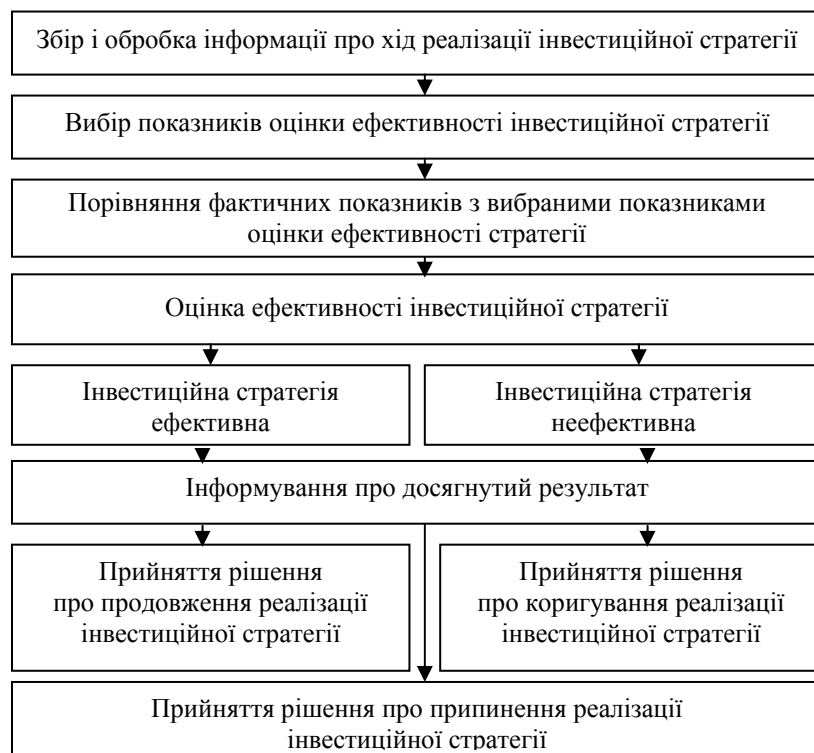 Збір і обробка інформації про хід реалізації інвестиційної стратегії
Вибір показників оцінки ефективності інвестиційної стратегії
Порівняння фактичних показників з вибраними показниками
оцінки ефективності стратегії
Оцінка ефективності інвестиційної стратегії
Інвестиційна стратегія
ефективна
Інвестиційна стратегія
неефективна
Інформування про досягнутий результат
Прийняття рішення
про продовження реалізації
інвестиційної стратегії
Прийняття рішення
про коригування реалізації
інвестиційної стратегії
Прийняття рішення про припинення реалізації
інвестиційної стратегії